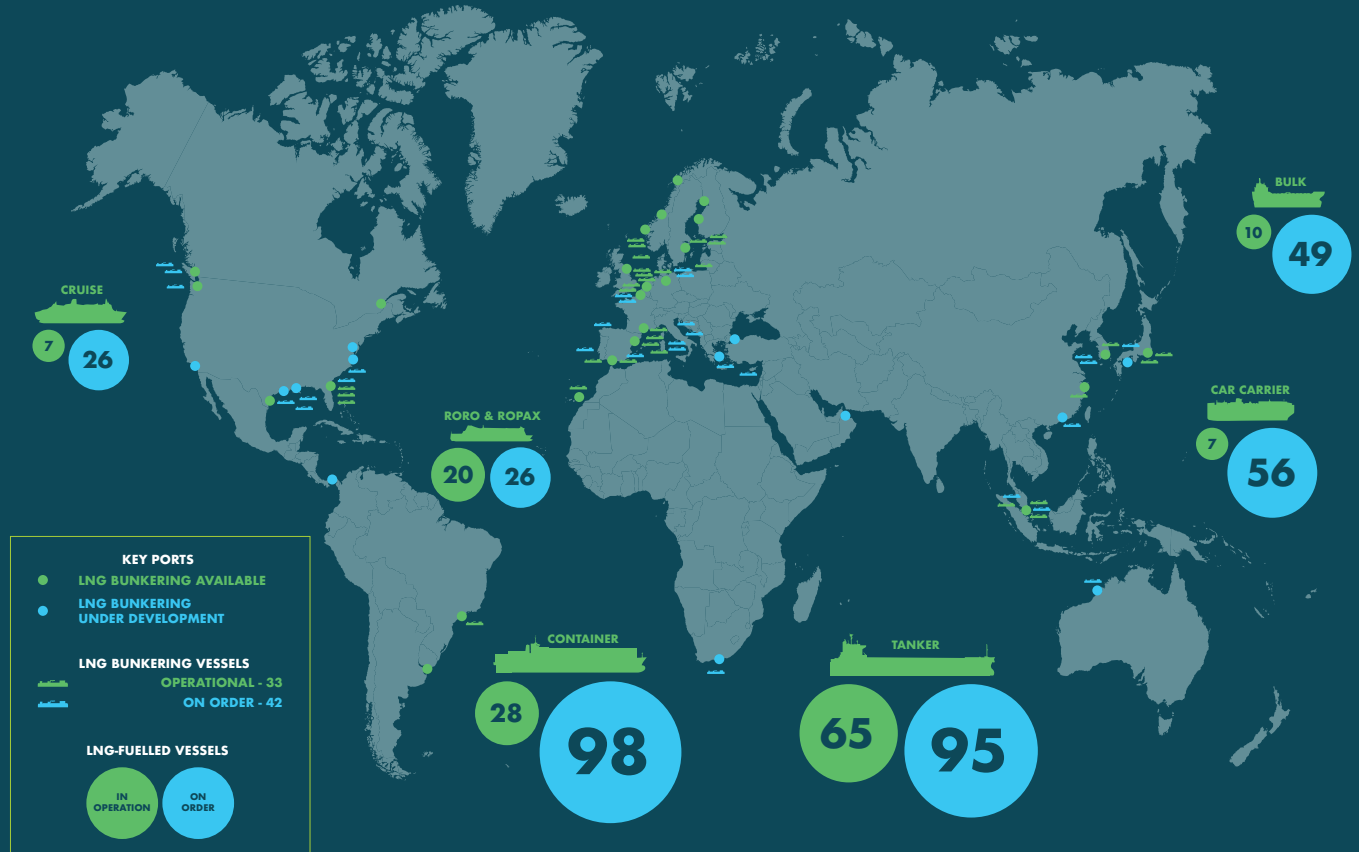 BULK
10
49
CRUISE
7
26
CAR CARRIER
7
56
RORO & ROPAX
20
26
KEY PORTS
LNG BUNKERING AVAILABLE
LNG BUNKERING
UNDER DEVELOPMENT
LNG BUNKERING VESSELS
OPERATIONAL - 33
ON ORDER - 42
LNG-FUELLED VESSELS
IN
OPERATION
ON
ORDER
CONTAINER
28
98
TANKER
65
95